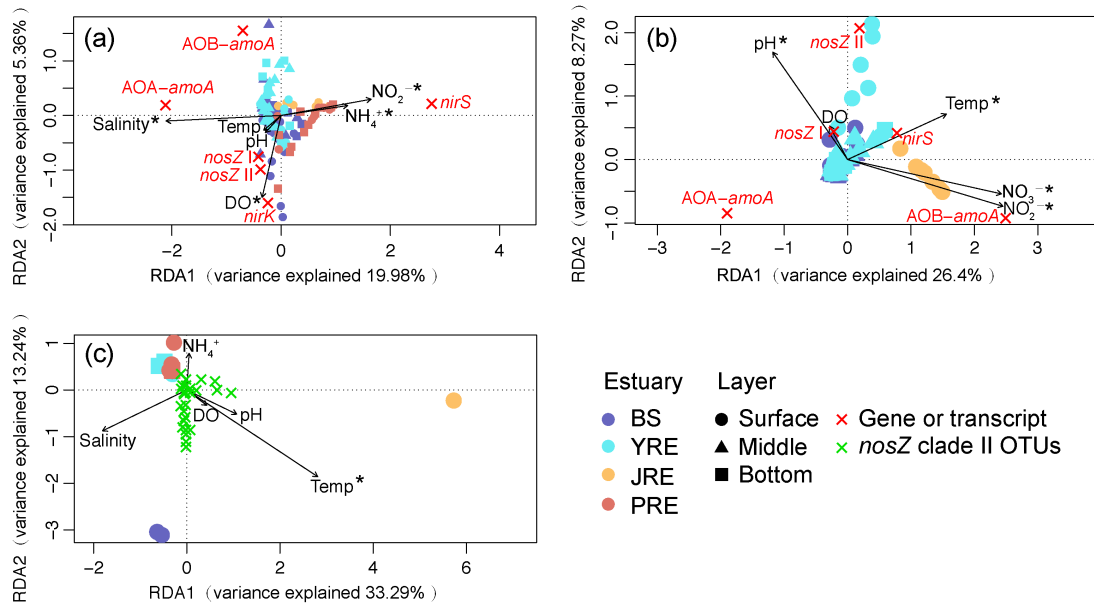 (a)
RDA2 (variance explained 5.36%)
1.0
0.0
−1.0
−2.0
AOB-amoA
AOA-amoA
NO₂⁻*
nirS
NH₄⁺*
Salinity*
Temp
pH
nosZ I
nosZ II
DO*
nirK
−2 0 2 4
RDA1 (variance explained 19.98%)
(b)
RDA2 (variance explained 8.27%)
2.0
1.0
0.0
−1.0
pH*
nosZ II
Temp*
DO
nosZ I
nirS
NO₃⁻*
NO₂⁻*
AOA-amoA
AOB-amoA
−3 −2 −1 0 1 2 3
RDA1 (variance explained 26.4%)
(c)
RDA2 (variance explained 13.24%)
1
0
−1
−2
−3
NH₄⁺
DO
pH
Salinity
Temp*
−2 0 2 4 6
RDA1 (variance explained 33.29%)
Estuary
BS
YRE
JRE
PRE
Layer
Surface
Middle
Bottom
Gene or transcript
nosZ clade II OTUs